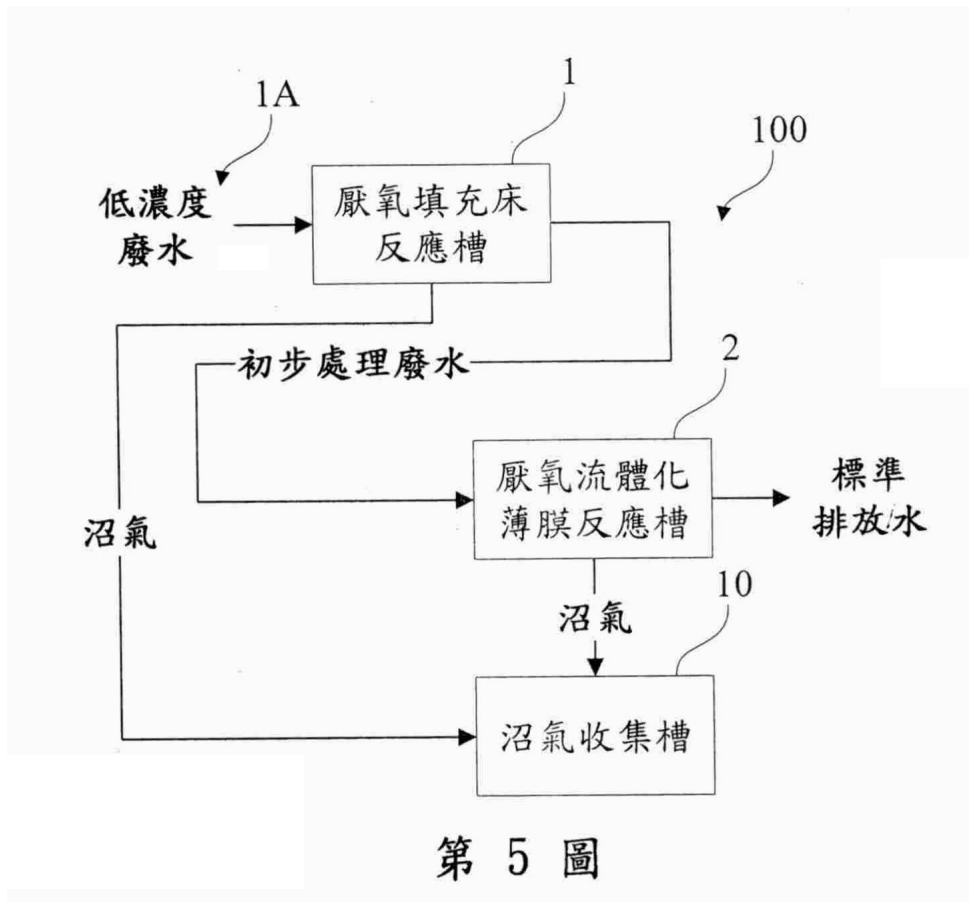 1A
1
100
低濃度
廢水
厭氧填充床
反應槽
初步處理廢水
2
厭氧流體化
薄膜反應槽
標準
排放水
沼氣
沼氣
10
沼氣收集槽
第 5 圖